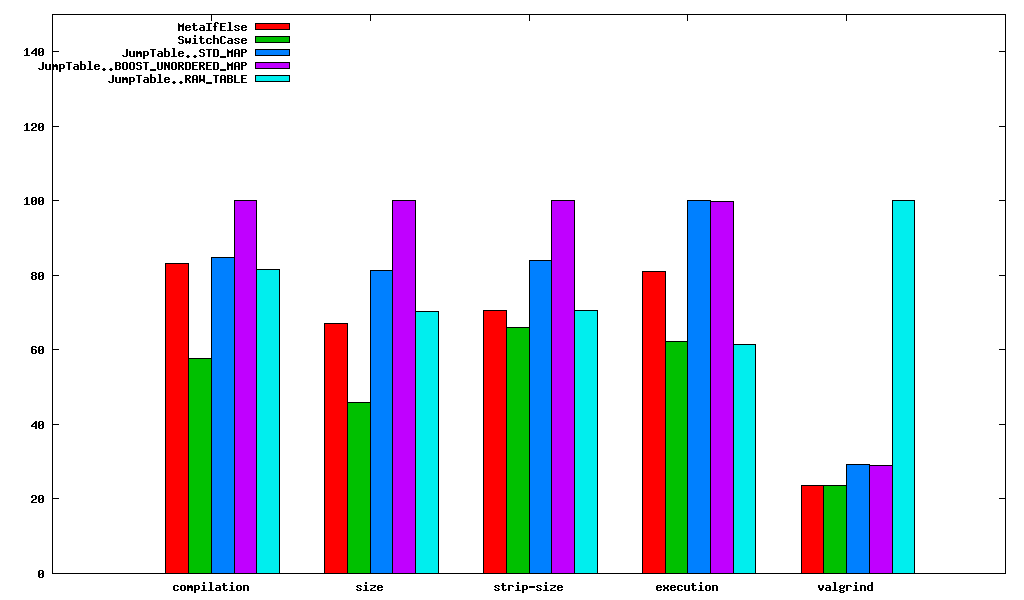 MetaIfElse
SwitchCase
JumpTable..STD_MAP
JumpTable..BOOST_UNORDERED_MAP
JumpTable..RAW_TABLE
140
120
100
80
60
40
20
0
compilation size strip-size execution valgrind